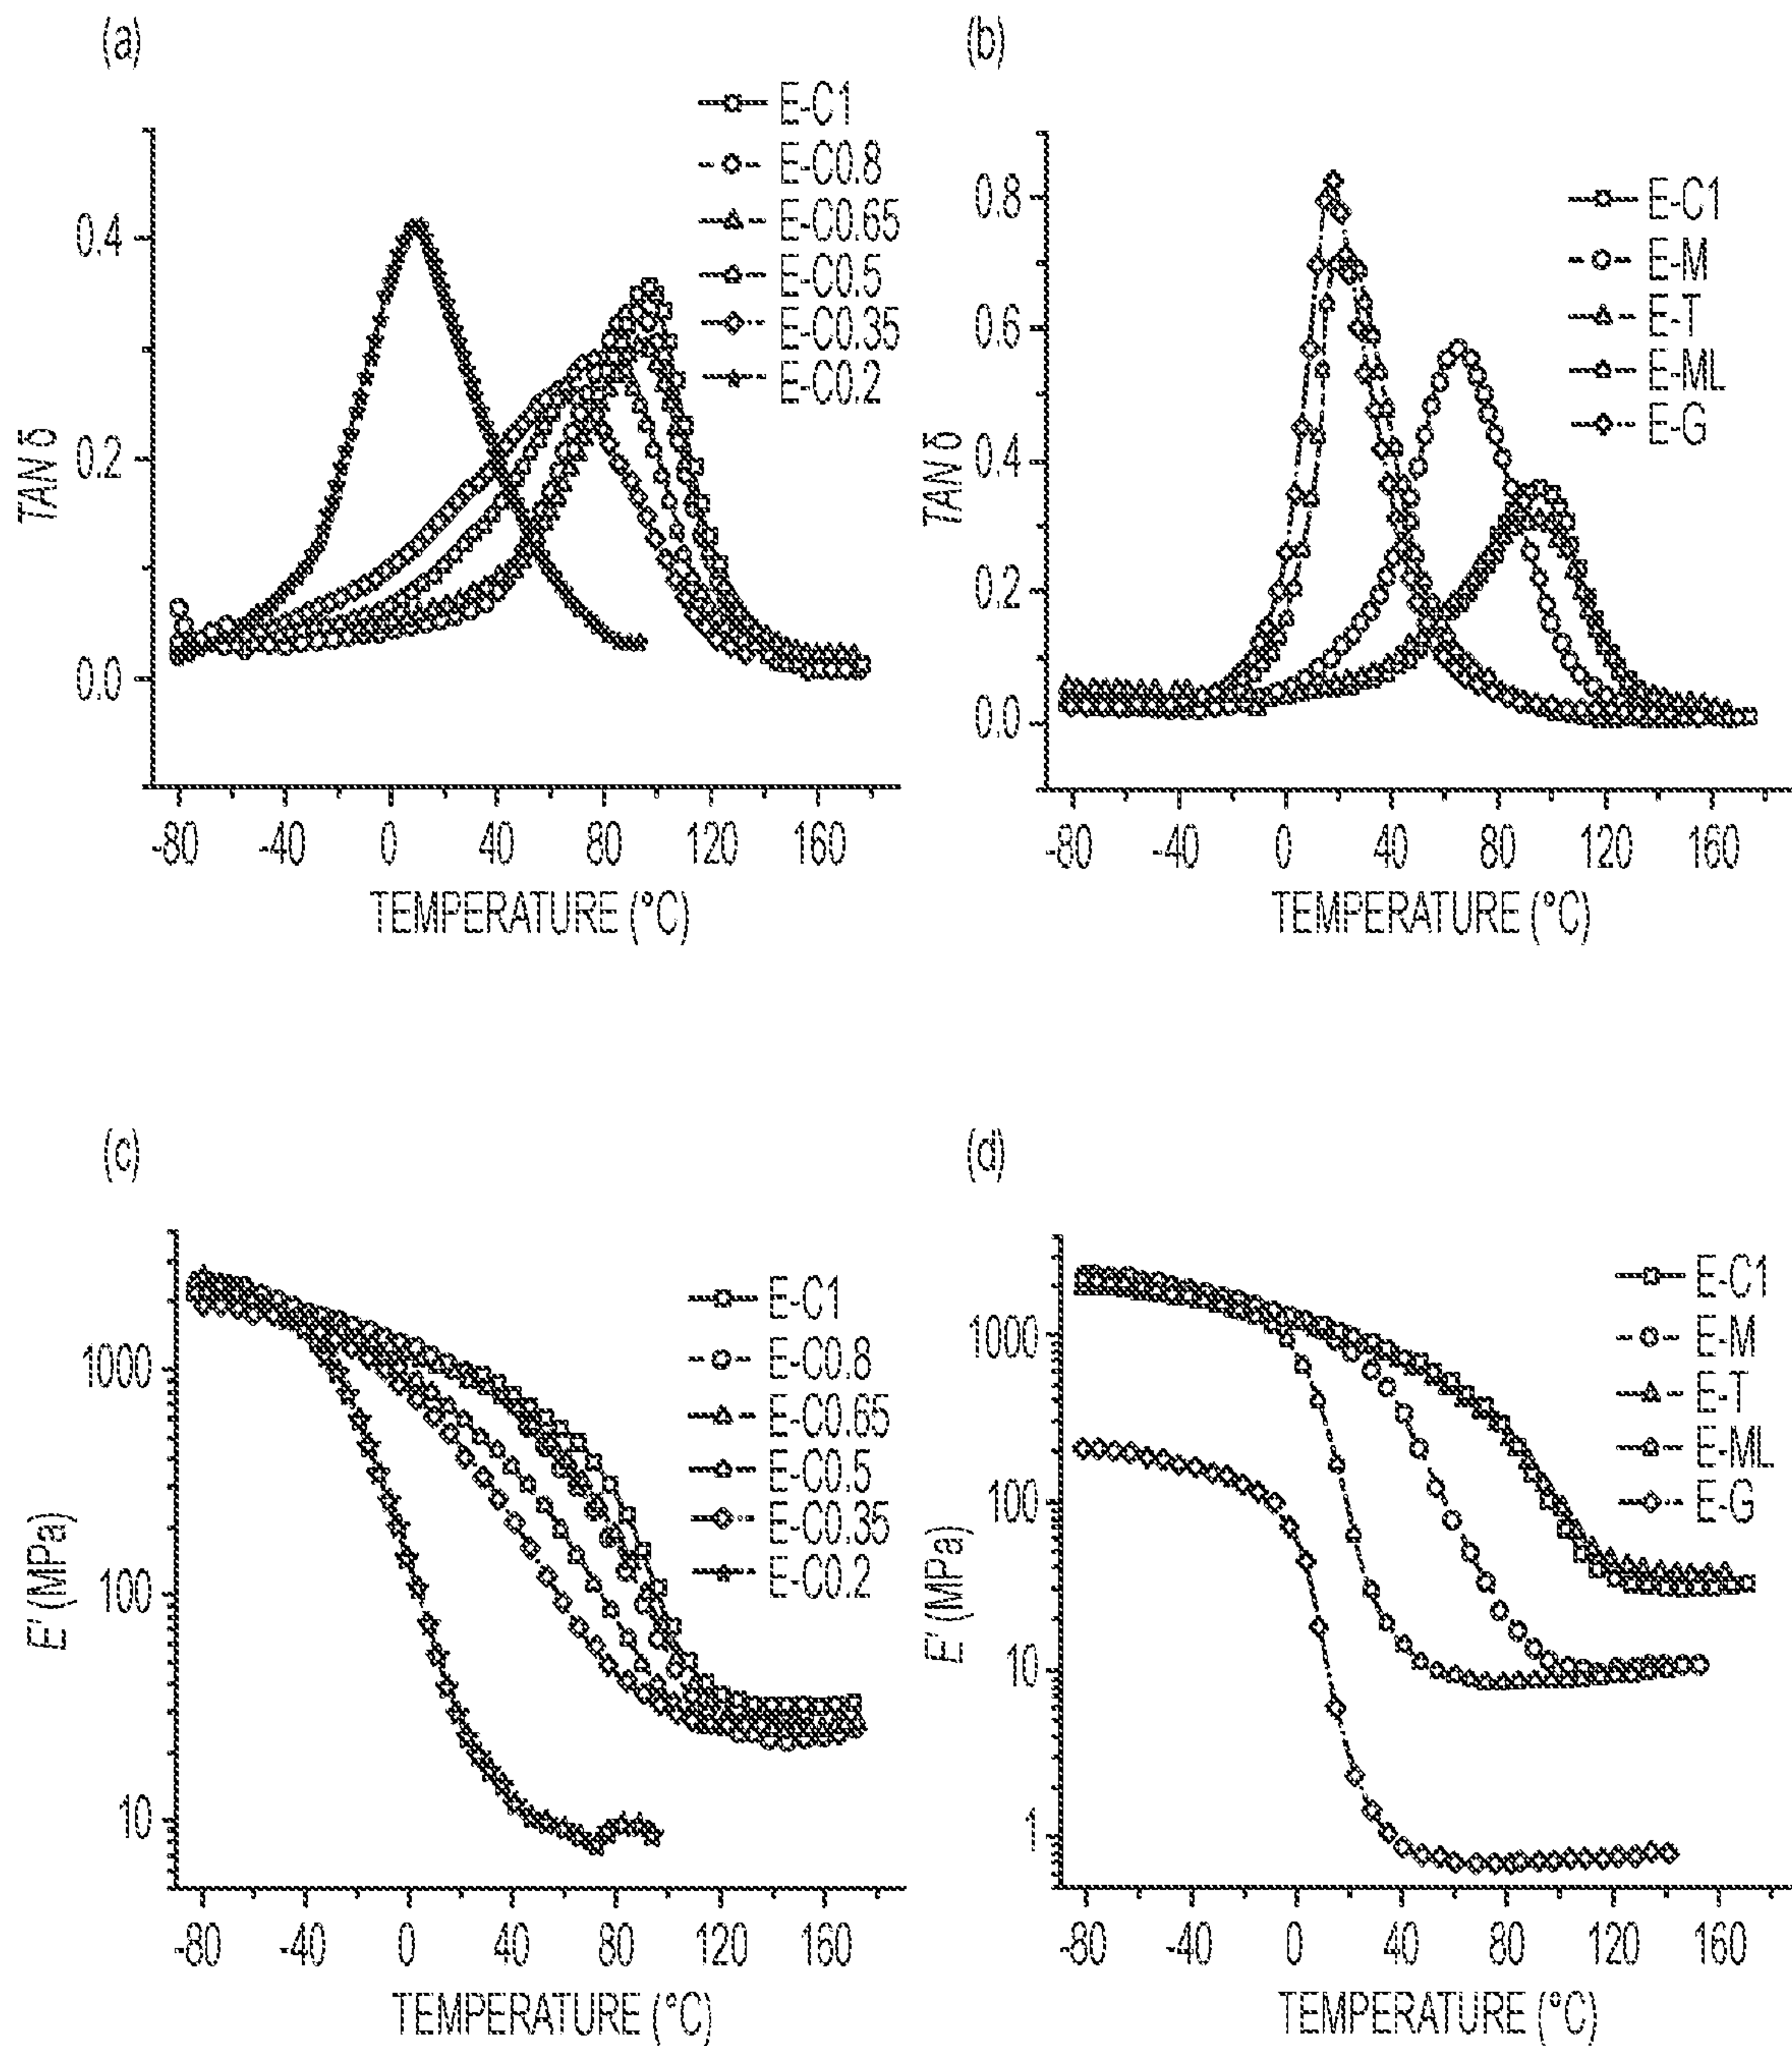 (a)
E-C1
E-C0.8
E-C0.65
E-C0.5
E-C0.35
E-C0.2
0.4
0.2
0.0
TAN δ
-80 -40 0 40 80 120 160
TEMPERATURE (°C)
(b)
E-C1
E-M
E-T
E-ML
E-G
0.8
0.6
0.4
0.2
0.0
TAN δ
-80 -40 0 40 80 120 160
TEMPERATURE (°C)
(c)
E-C1
E-C0.8
E-C0.65
E-C0.5
E-C0.35
E-C0.2
1000
100
10
E' (MPa)
-80 -40 0 40 80 120 160
TEMPERATURE (°C)
(d)
E-C1
E-M
E-T
E-ML
E-G
1000
100
10
1
E' (MPa)
-80 -40 0 40 80 120 160
TEMPERATURE (°C)